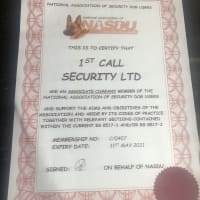 NATIONAL ASSOCIATION OF SECURITY DOG USERS
NASDU
THIS IS TO CERTIFY THAT
1ST CALL
SECURITY LTD
ARE AN ASSOCIATE COMPANY MEMBER OF THE
NATIONAL ASSOCIATION OF SECURITY DOG USERS
AND SUPPORT THE AIMS AND OBJECTIVES OF THE
ASSOCIATION AND ABIDE BY ITS CODES OF PRACTICE
TOGETHER WITH RELEVANT SECTIONS CONTAINED
WITHIN THE CURRENT BS 8517-1 AND/OR BS 8517-2
MEMBERSHIP NO:
EXPIRY DATE: 11TH MAY 2021
SIGNED: ON BEHALF OF NASDU